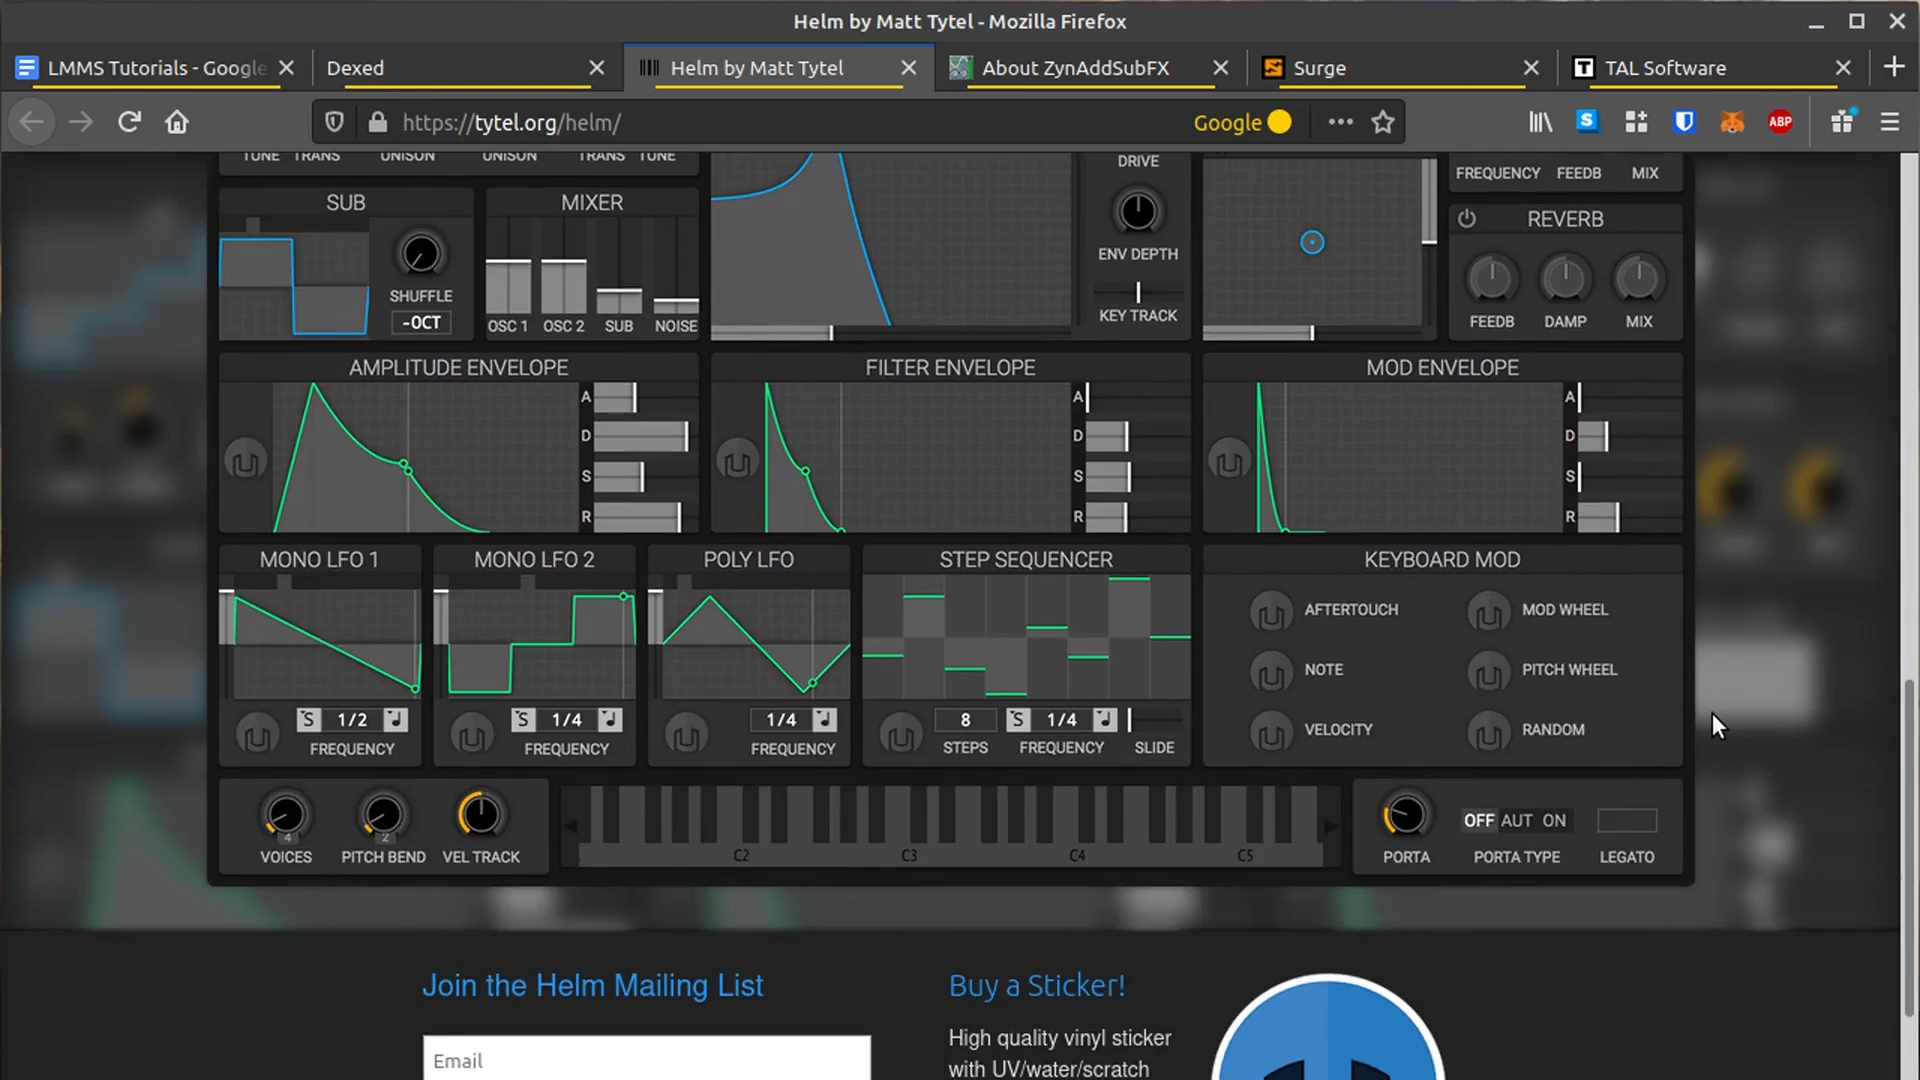 Helm by Matt Tytel - Mozilla Firefox
LMMS Tutorials - Google
Dexed
Helm by Matt Tytel
About ZynAddSubFX
Surge
TAL Software
https://tytel.org/helm/
Google
ABP
TUNE TRANS UNISON UNISON TRANS TUNE
DRIVE
FREQUENCY FEEDB MIX
SUB
MIXER
REVERB
ENV DEPTH
SHUFFLE
-OCT
OSC 1 OSC 2 SUB NOISE
KEY TRACK
FEEDB DAMP MIX
AMPLITUDE ENVELOPE
A
D
S
R
FILTER ENVELOPE
A
D
S
R
MOD ENVELOPE
A
D
S
R
MONO LFO 1
S 1/2
FREQUENCY
MONO LFO 2
S 1/4
FREQUENCY
POLY LFO
1/4
FREQUENCY
STEP SEQUENCER
8 S 1/4
STEPS FREQUENCY SLIDE
KEYBOARD MOD
AFTERTOUCH MOD WHEEL
NOTE PITCH WHEEL
VELOCITY RANDOM
4 2
VOICES PITCH BEND VEL TRACK
C2 C3 C4 C5
OFF AUT ON
PORTA PORTA TYPE LEGATO
Join the Helm Mailing List
Email
Buy a Sticker!
High quality vinyl sticker
with UV/water/scratch